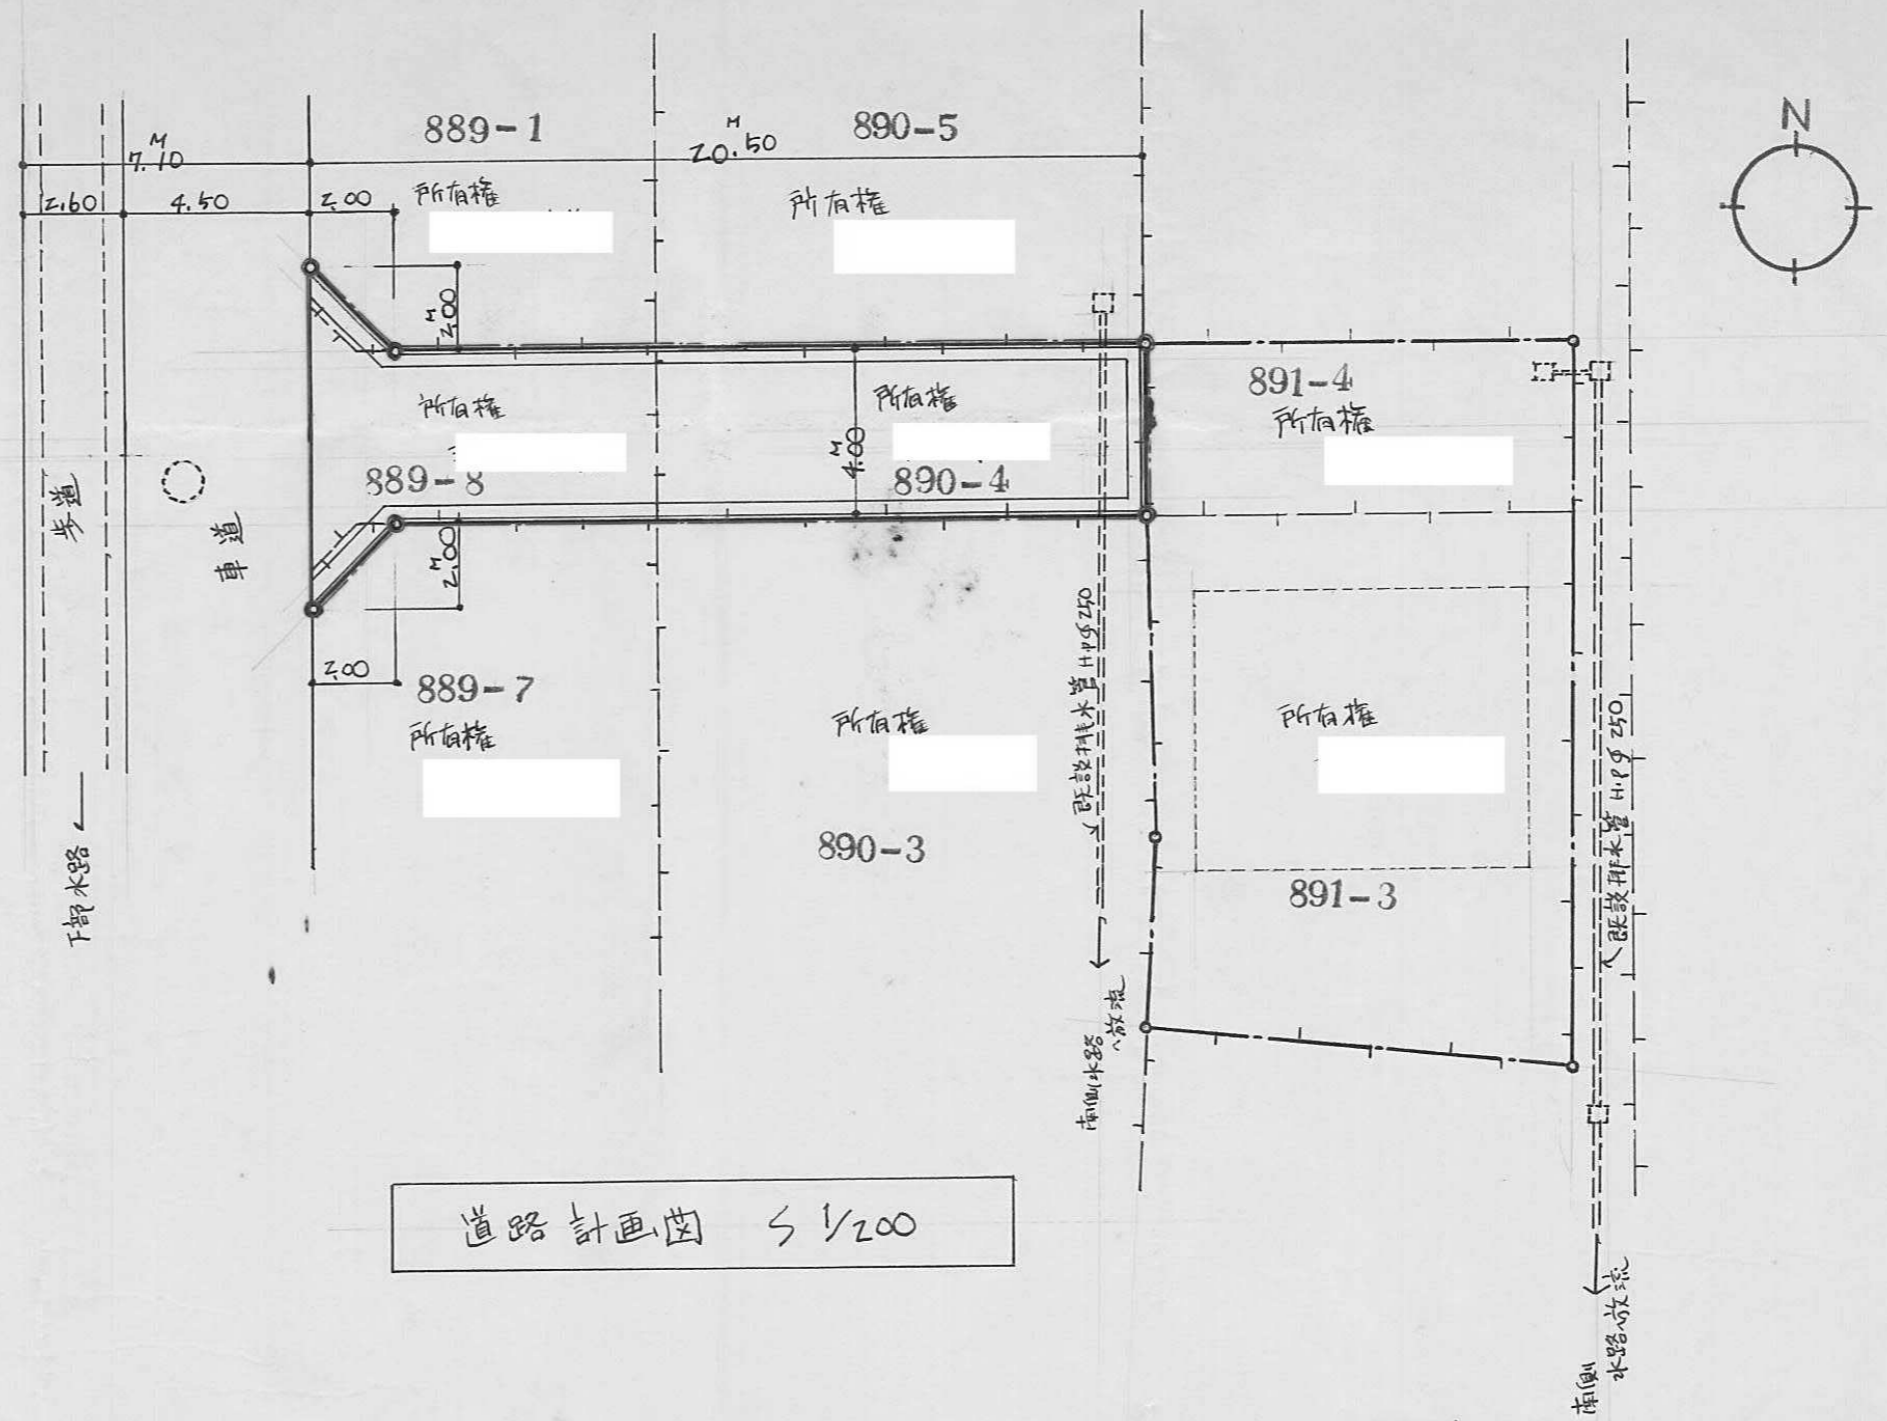 889-1
890-5
N
M
7.10
M
20.50
2.60
4.50
2.00
所有権
所有権
M
2.00
891-4
所有権
所有権
所有権
M
4.00
889-8
890-4
歩道
車道
M
2.00
2.00
889-7
所有権
所有権
所有権
既設排水管 H.Pφ250
既設排水管 H.Pφ250
890-3
891-3
下部水路
南側水路
へ放流
道路計画図 S 1/200
南側
水路へ放流